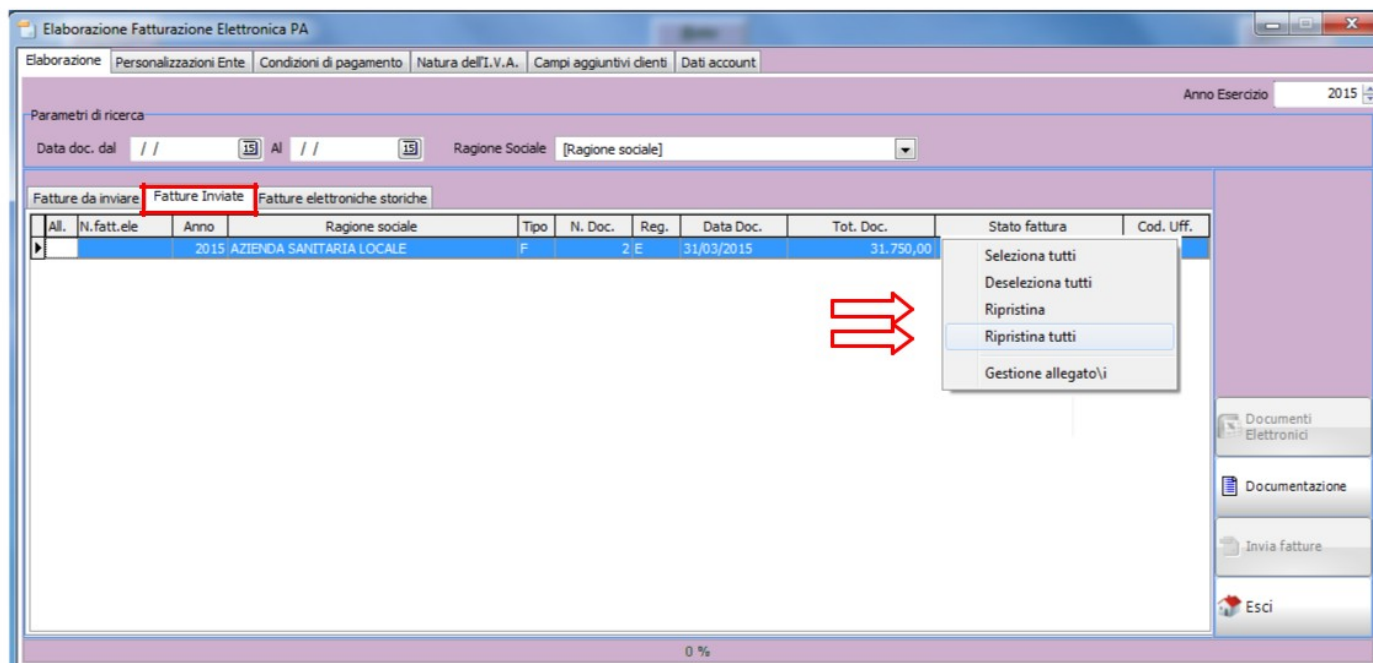 Elaborazione Fatturazione Elettronica PA
Elaborazione Personalizzazioni Ente Condizioni di pagamento Natura dell'I.V.A. Campi aggiuntivi clienti Dati account
Anno Esercizio 2015
Parametri di ricerca
Data doc. dal / / 15 Al / / 15 Ragione Sociale [Ragione sociale]
Fatture da inviare Fatture Inviate Fatture elettroniche storiche
All. N.fatt.ele Anno Ragione sociale Tipo N. Doc. Reg. Data Doc. Tot. Doc. Stato fattura Cod. Uff.
2015 AZIENDA SANITARIA LOCALE F 2 E 31/03/2015 31.750,00
Seleziona tutti
Deseleziona tutti
Ripristina
Ripristina tutti
Gestione allegato\i
Documenti
Elettronici
Documentazione
Invia fatture
Esci
0 %